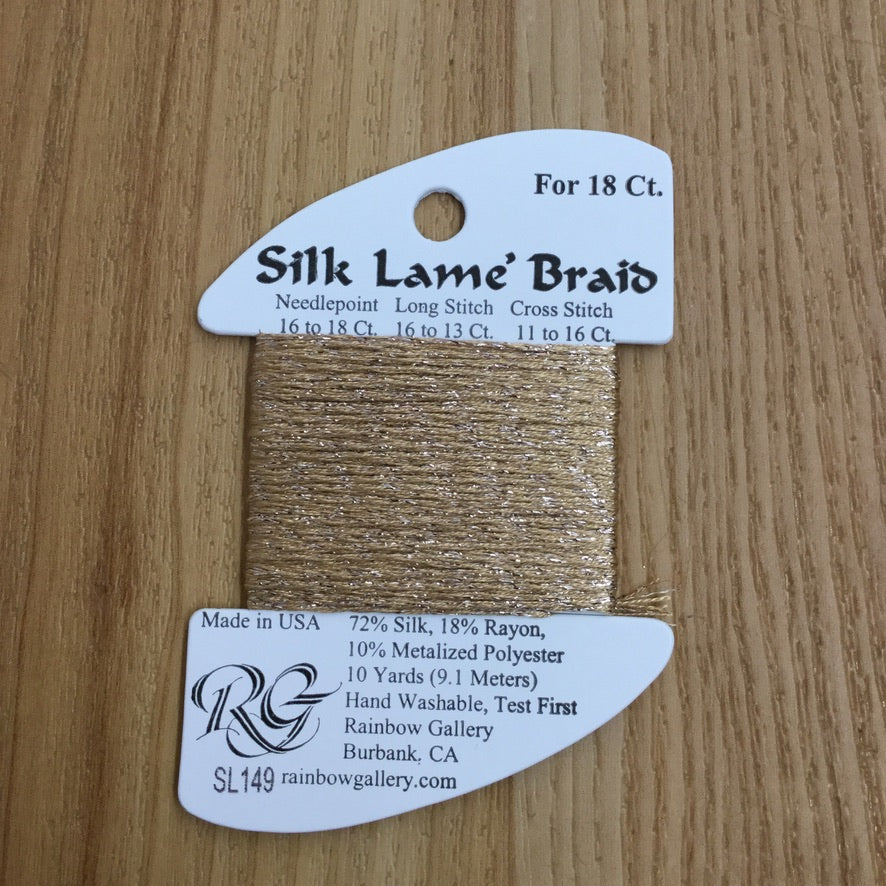 For 18 Ct.
Silk Lame' Braid
Needlepoint Long Stitch Cross Stitch
16 to 18 Ct. 16 to 13 Ct. 11 to 16 Ct.
Made in USA 72% Silk, 18% Rayon,
10% Metalized Polyester
10 Yards (9.1 Meters)
Hand Washable, Test First
RG
Rainbow Gallery
Burbank, CA
SL149 rainbowgallery.com